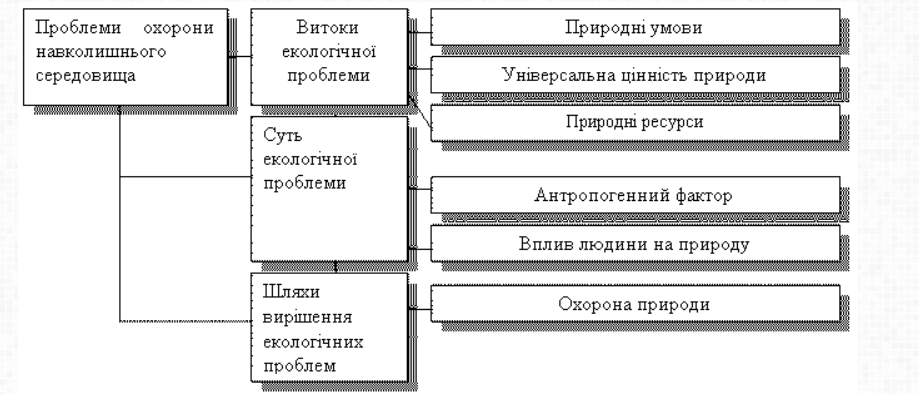 Проблеми охорони
навколишнього
середовища
Витоки
екологічної
проблеми
Природні умови
Універсальна цінність природи
Природні ресурси
Суть
екологічної
проблеми
Антропогенний фактор
Вплив людини на природу
Шляхи
вирішення
екологічних
проблем
Охорона природи